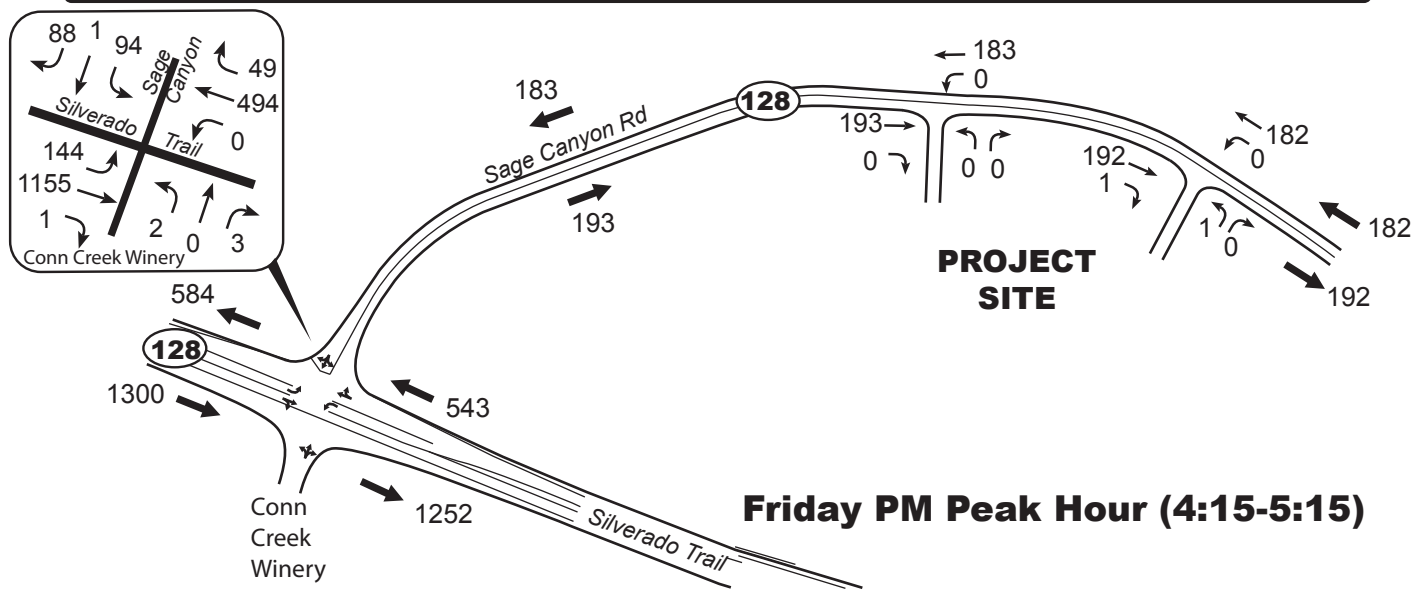 88 1 94
Sage
Canyon
49
494
Silverado
Trail
0
144
1155
1
2 0 3
Conn Creek Winery
183
Sage Canyon Rd
193
128
183
0
193
0
0 0
182
0
192
1
1
0
182
192
PROJECT
SITE
584
128
1300
543
1252
Conn
Creek
Winery
Silverado Trail
Friday PM Peak Hour (4:15-5:15)